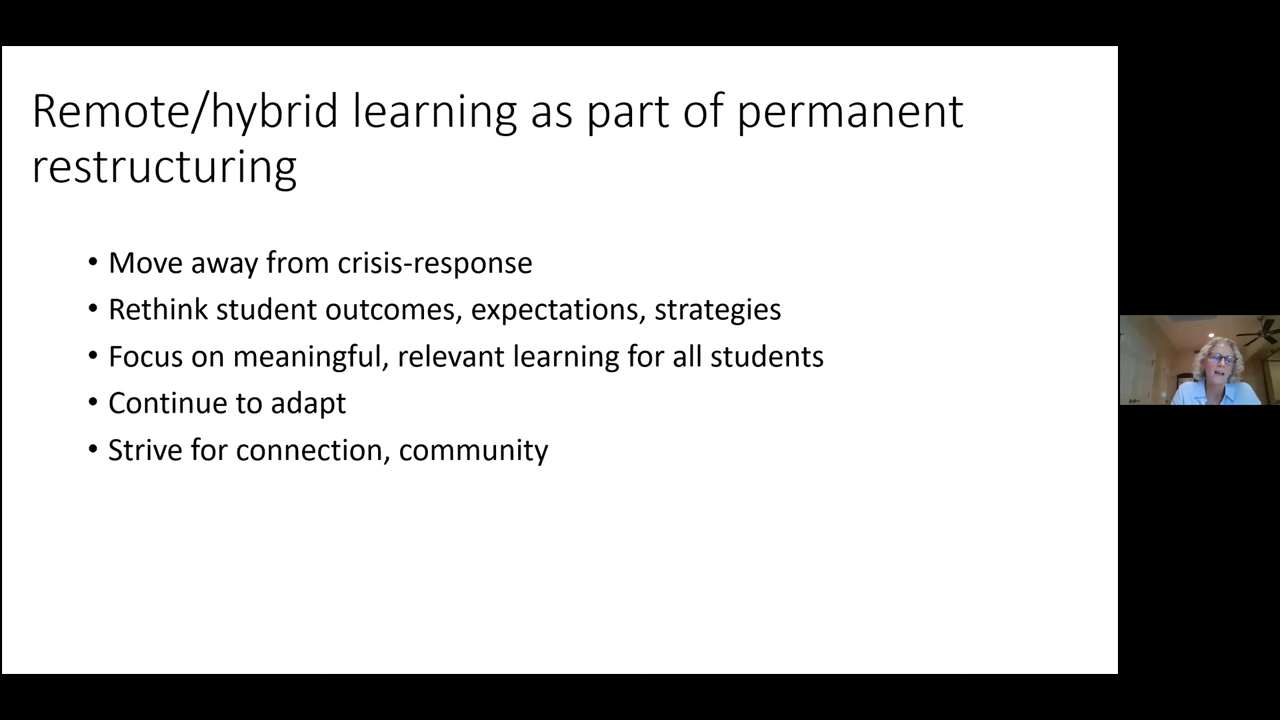 Remote/hybrid learning as part of permanent
restructuring
• Move away from crisis-response
• Rethink student outcomes, expectations, strategies
• Focus on meaningful, relevant learning for all students
• Continue to adapt
• Strive for connection, community